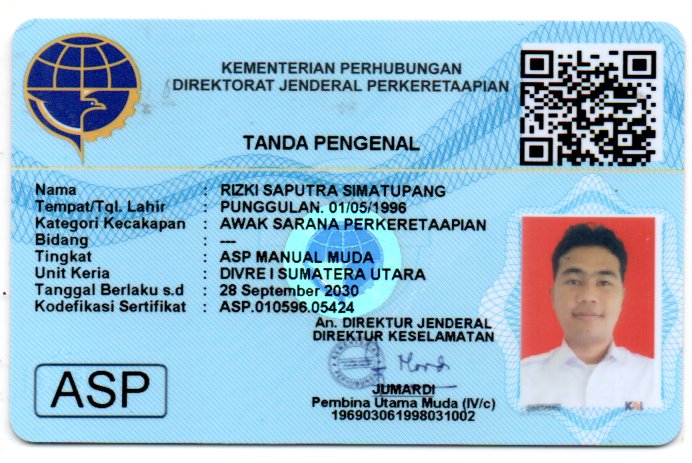 KEMENTERIAN PERHUBUNGAN
DIREKTORAT JENDERAL PERKERETAAPIAN
TANDA PENGENAL
Nama : RIZKI SAPUTRA SIMATUPANG
Tempat/Tgl. Lahir : PUNGGULAN. 01/05/1996
Kategori Kecakapan : AWAK SARANA PERKERETAAPIAN
Bidang : ---
Tingkat : ASP MANUAL MUDA
Unit Kerja : DIVRE I SUMATERA UTARA
Tanggal Berlaku s.d : 28 September 2030
Kodefikasi Sertifikat : ASP.010596.05424
An. DIREKTUR JENDERAL
DIREKTUR KESELAMATAN
JUMARDI
Pembina Utama Muda (IV/c)
196903061998031002
ASP
KAI